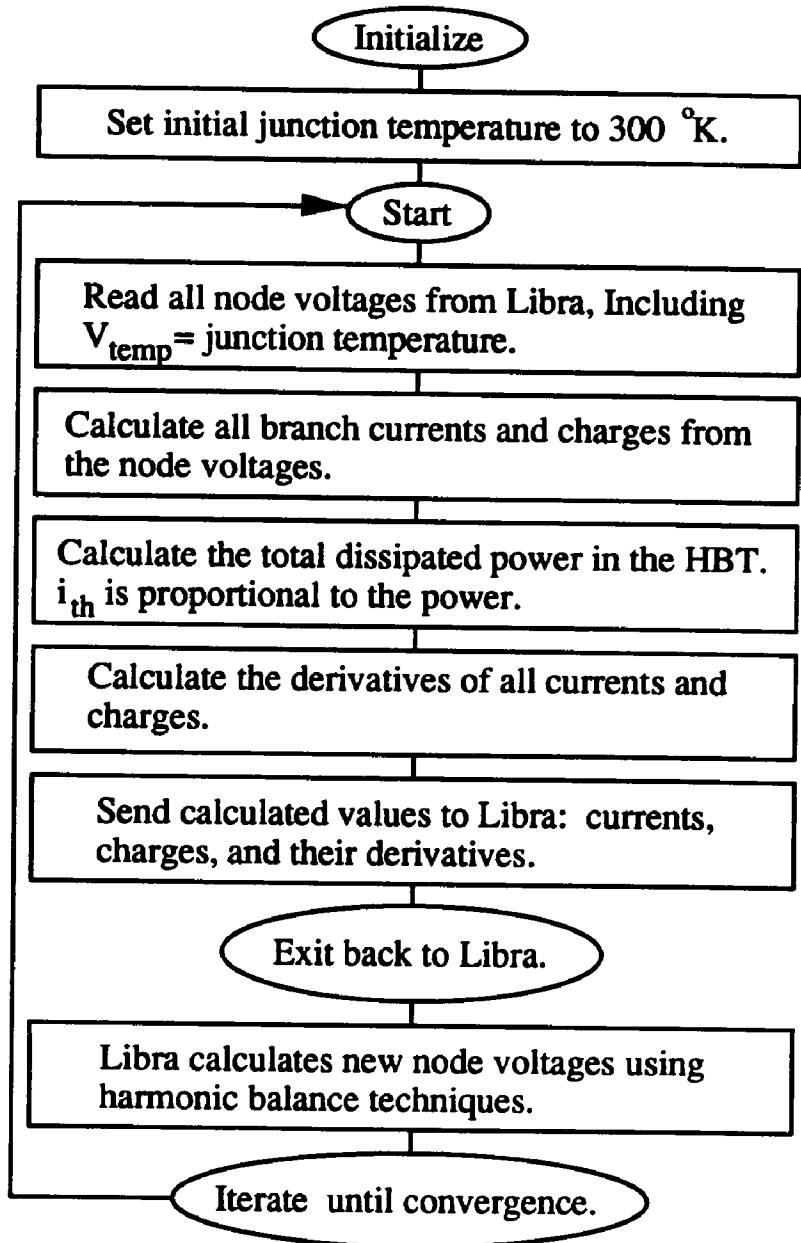 Initialize
Set initial junction temperature to 300 °K.
Start
Read all node voltages from Libra, Including
V_temp= junction temperature.
Calculate all branch currents and charges from
the node voltages.
Calculate the total dissipated power in the HBT.
i_th is proportional to the power.
Calculate the derivatives of all currents and
charges.
Send calculated values to Libra: currents,
charges, and their derivatives.
Exit back to Libra.
Libra calculates new node voltages using
harmonic balance techniques.
Iterate until convergence.